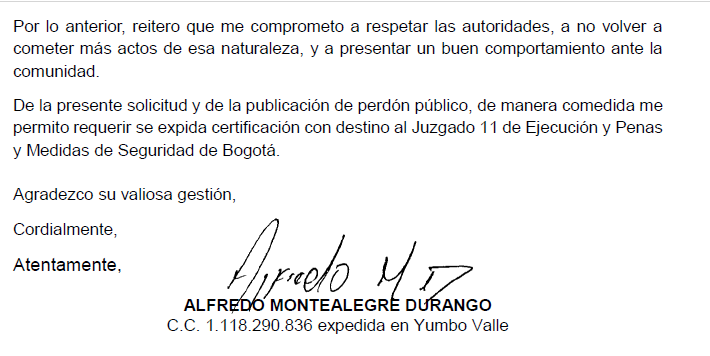 Por lo anterior, reitero que me comprometo a respetar las autoridades, a no volver a
cometer más actos de esa naturaleza, y a presentar un buen comportamiento ante la
comunidad.
De la presente solicitud y de la publicación de perdón público, de manera comedida me
permito requerir se expida certificación con destino al Juzgado 11 de Ejecución y Penas
y Medidas de Seguridad de Bogotá.
Agradezco su valiosa gestión,
Cordialmente,
Atentamente,
Alfredo M D
ALFREDO MONTEALEGRE DURANGO
C.C. 1.118.290.836 expedida en Yumbo Valle